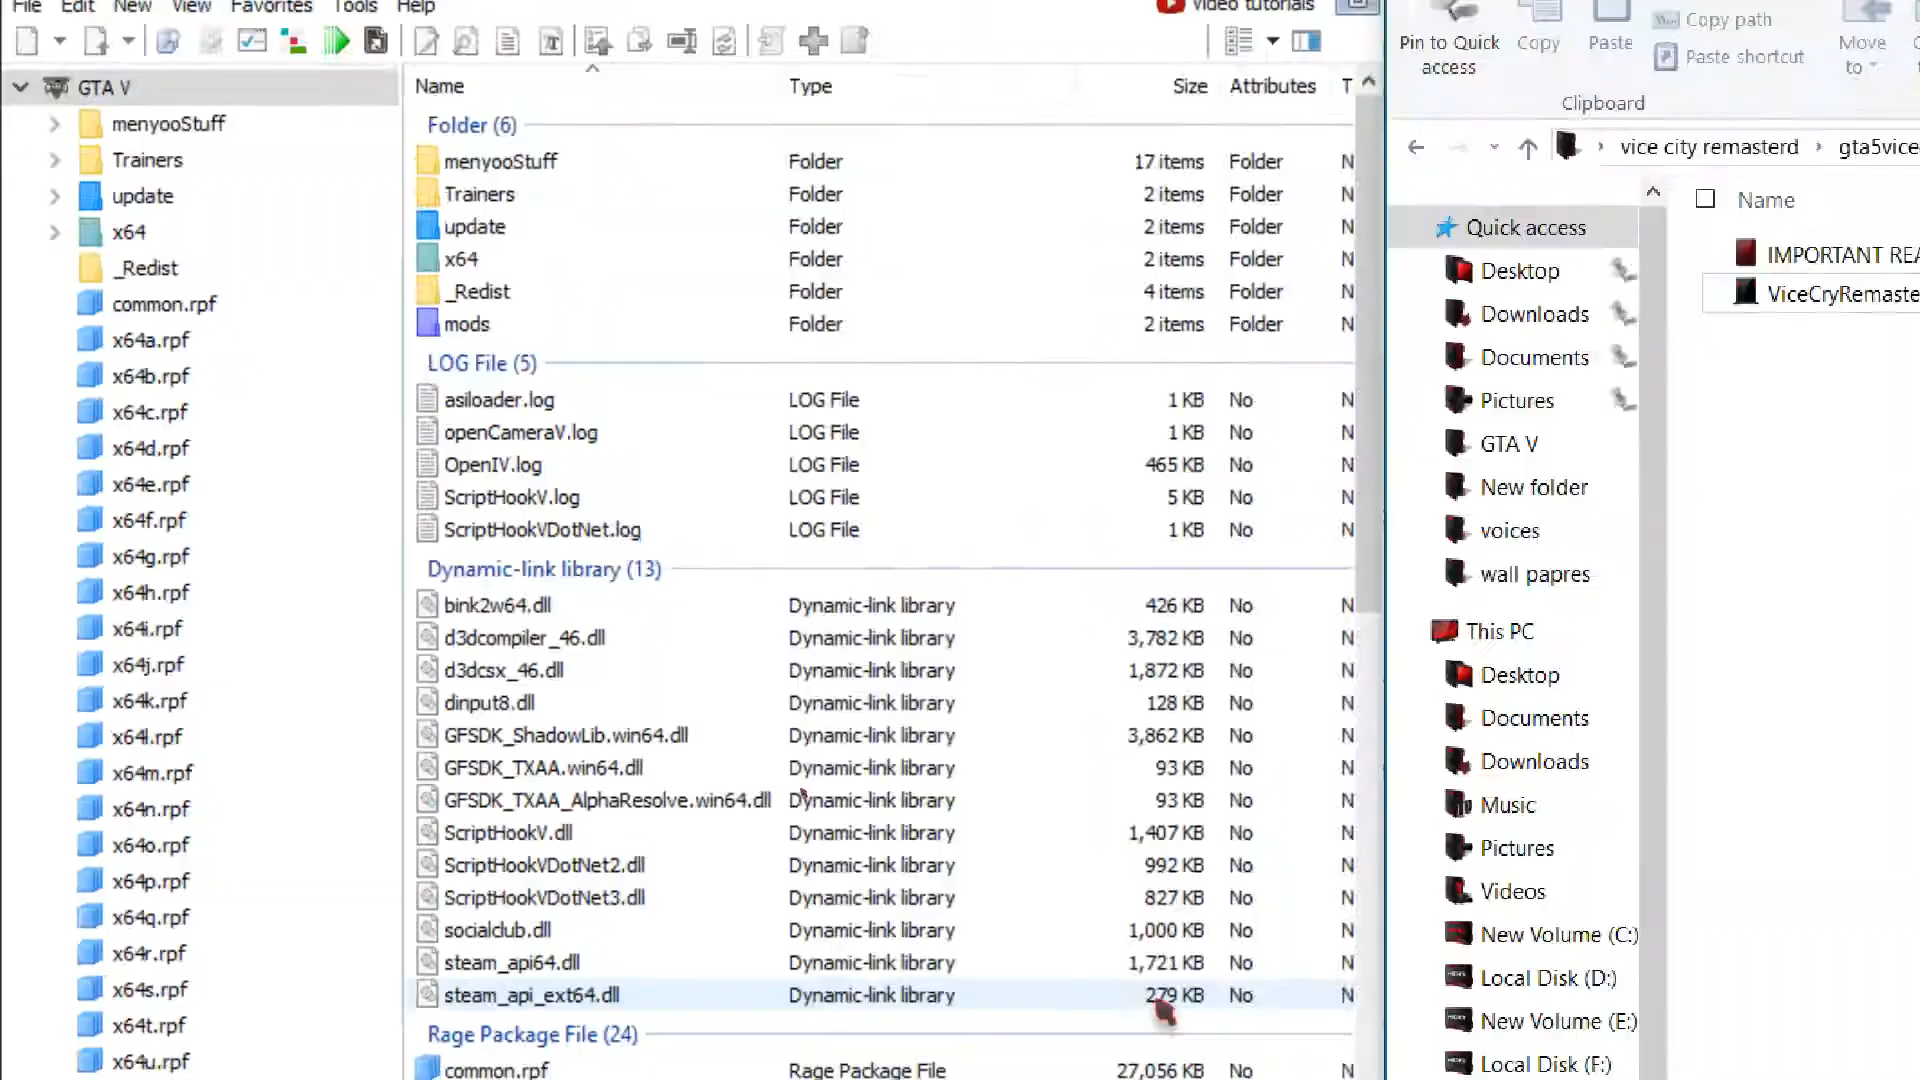 File Edit New View Favorites Tools Help
Video tutorials
GTA V
menyooStuff
Trainers
update
x64
_Redist
common.rpf
x64a.rpf
x64b.rpf
x64c.rpf
x64d.rpf
x64e.rpf
x64f.rpf
x64g.rpf
x64h.rpf
x64i.rpf
x64j.rpf
x64k.rpf
x64l.rpf
x64m.rpf
x64n.rpf
x64o.rpf
x64p.rpf
x64q.rpf
x64r.rpf
x64s.rpf
x64t.rpf
x64u.rpf
Name Type Size Attributes T
Folder (6)
menyooStuff Folder 17 items Folder N
Trainers Folder 2 items Folder N
update Folder 2 items Folder N
x64 Folder 2 items Folder N
_Redist Folder 4 items Folder N
mods Folder 2 items Folder N
LOG File (5)
asiloader.log LOG File 1 KB No N
openCameraV.log LOG File 1 KB No N
OpenIV.log LOG File 465 KB No N
ScriptHookV.log LOG File 5 KB No N
ScriptHookVDotNet.log LOG File 1 KB No N
Dynamic-link library (13)
bink2w64.dll Dynamic-link library 426 KB No N
d3dcompiler_46.dll Dynamic-link library 3,782 KB No N
d3dcsx_46.dll Dynamic-link library 1,872 KB No N
dinput8.dll Dynamic-link library 128 KB No N
GFSDK_ShadowLib.win64.dll Dynamic-link library 3,862 KB No N
GFSDK_TXAA.win64.dll Dynamic-link library 93 KB No N
GFSDK_TXAA_AlphaResolve.win64.dll Dynamic-link library 93 KB No N
ScriptHookV.dll Dynamic-link library 1,407 KB No N
ScriptHookVDotNet2.dll Dynamic-link library 992 KB No N
ScriptHookVDotNet3.dll Dynamic-link library 827 KB No N
socialclub.dll Dynamic-link library 1,000 KB No N
steam_api64.dll Dynamic-link library 1,721 KB No N
steam_api_ext64.dll Dynamic-link library 279 KB No N
Rage Package File (24)
common.rpf Rage Package File 27,056 KB No N
Pin to Quick access
Copy
Paste
Copy path
Paste shortcut
Move to
Clipboard
vice city remasterd › gta5vice
Name
IMPORTANT REA
ViceCryRemaste
Quick access
Desktop
Downloads
Documents
Pictures
GTA V
New folder
voices
wall papres
This PC
Desktop
Documents
Downloads
Music
Pictures
Videos
New Volume (C:)
Local Disk (D:)
New Volume (E:)
Local Disk (F:)